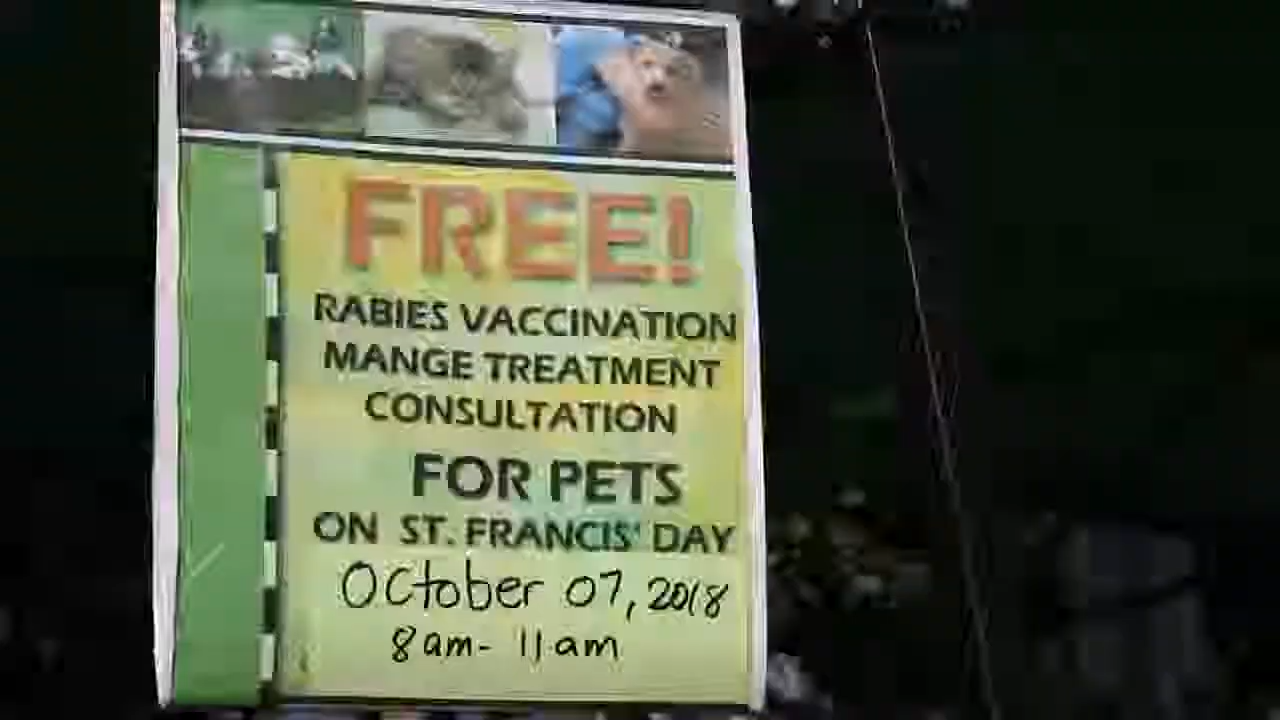 FREE!
RABIES VACCINATION
MANGE TREATMENT
CONSULTATION
FOR PETS
ON ST. FRANCIS' DAY
October 07, 2018
8am- 11am